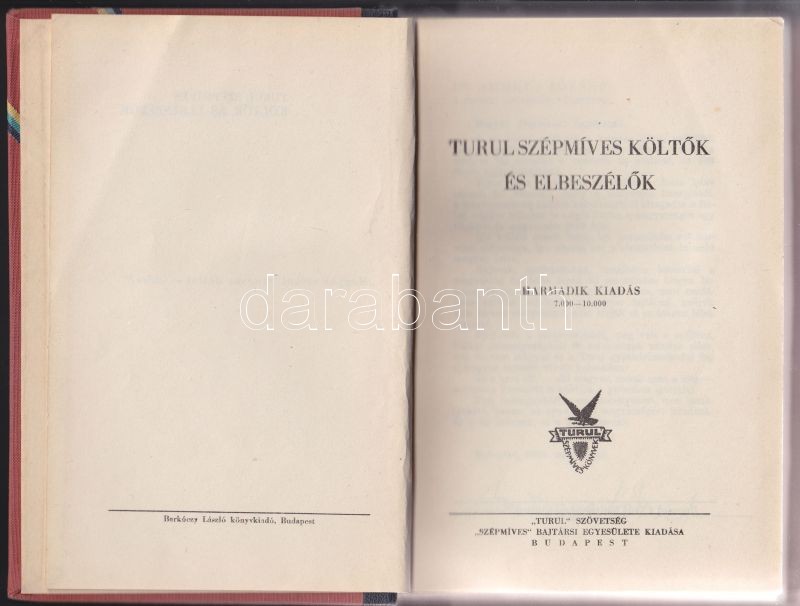 Berkóczy László könyvkiadó, Budapest
TURUL SZÉPMÍVES KÖLTŐK
ÉS ELBESZÉLŐK
HARMADIK KIADÁS
7.000—10.000
TURUL
SZÉPMÍVES-KÖNYVEK
„TURUL" SZÖVETSÉG
„SZÉPMÍVES" BAJTÁRSI EGYESÜLETE KIADÁSA
BUDAPEST
darabanth